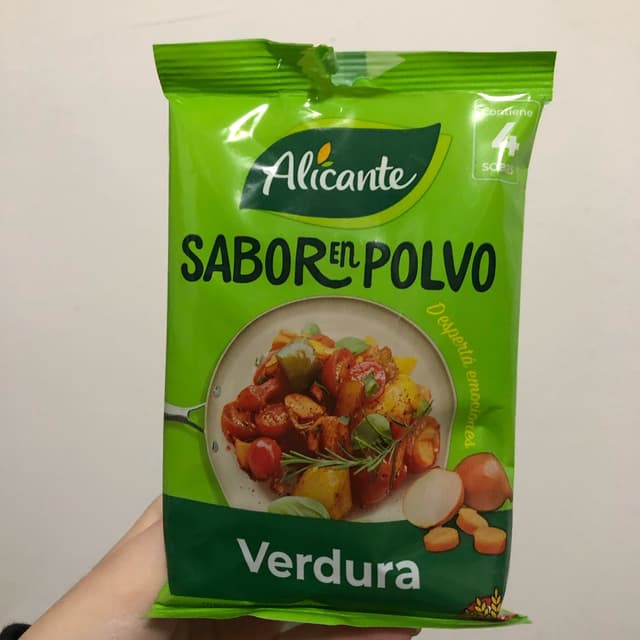 Contiene
4
SOBRES
Alicante
SABOR EN POLVO
Despertá emociones
Verdura